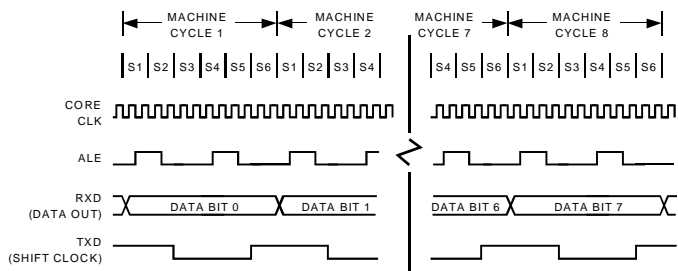 MACHINE CYCLE 1
MACHINE CYCLE 2
MACHINE CYCLE 7
MACHINE CYCLE 8
S1 S2 S3 S4 S5 S6 S1 S2 S3 S4 S4 S5 S6 S1 S2 S3 S4 S5 S6
CORE CLK
ALE
RXD (DATA OUT)
DATA BIT 0 DATA BIT 1 DATA BIT 6 DATA BIT 7
TXD (SHIFT CLOCK)